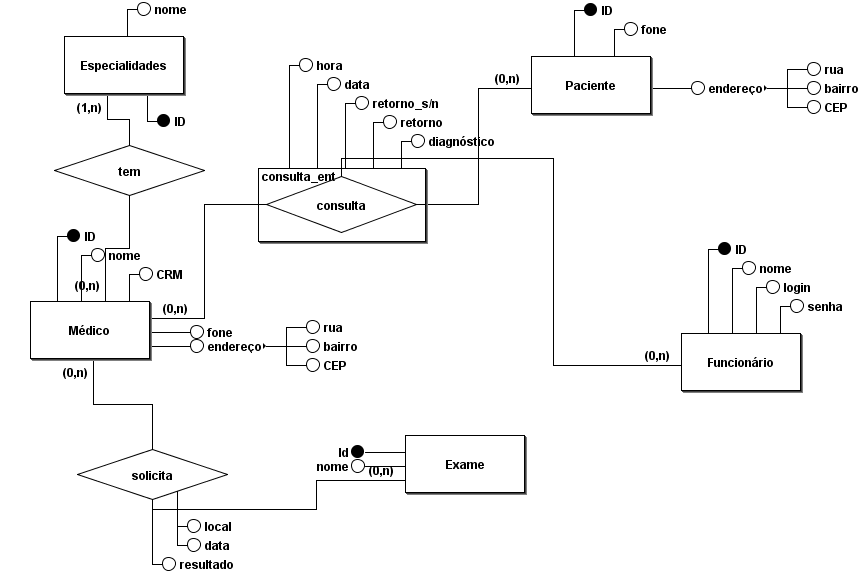 nome
Especialidades
(1,n)
ID
tem
ID
nome
(0,n)
CRM
(0,n)
Médico
fone
endereço
rua
bairro
CEP
(0,n)
solicita
local
data
resultado
hora
data
retorno_s/n
retorno
diagnóstico
consulta_ent
consulta
ID
fone
(0,n)
Paciente
endereço
rua
bairro
CEP
ID
nome
login
senha
(0,n)
Funcionário
Id
nome
(0,n)
Exame